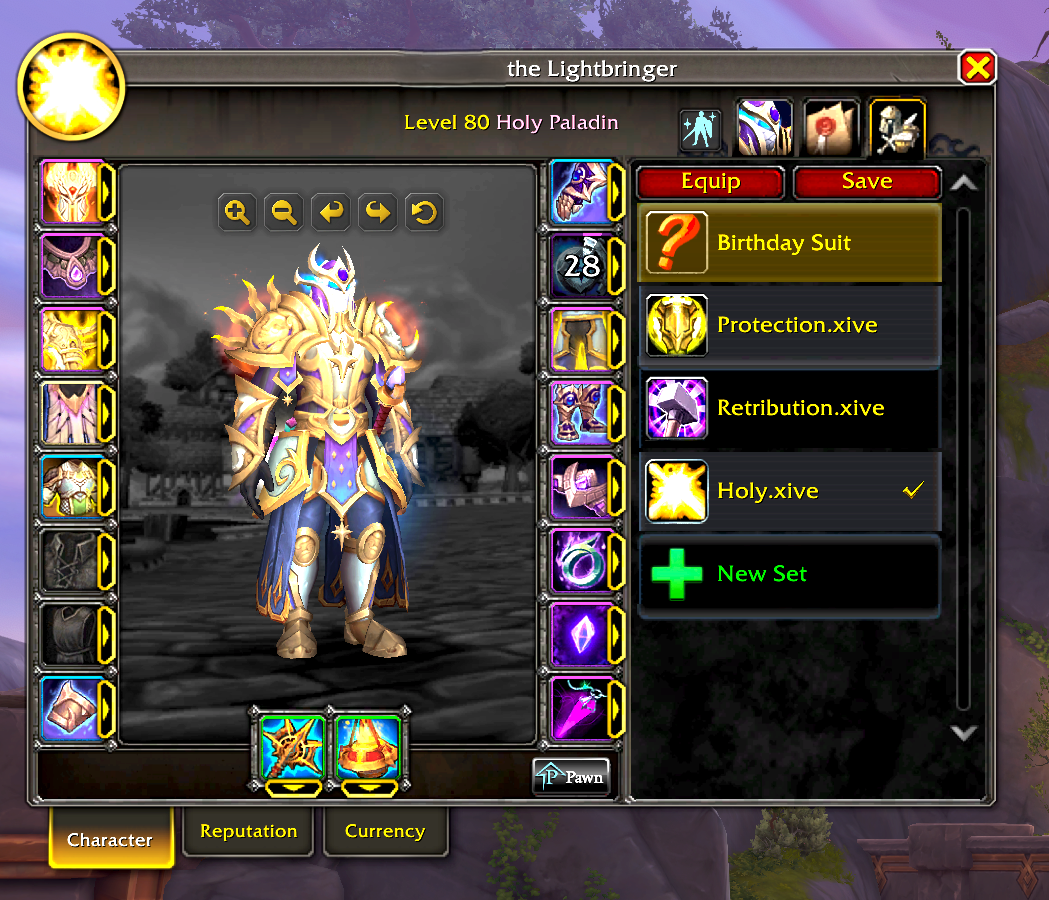 the Lightbringer
Level 80 Holy Paladin
Equip
Save
Birthday Suit
Protection.xive
Retribution.xive
Holy.xive
New Set
28
Pawn
Character
Reputation
Currency